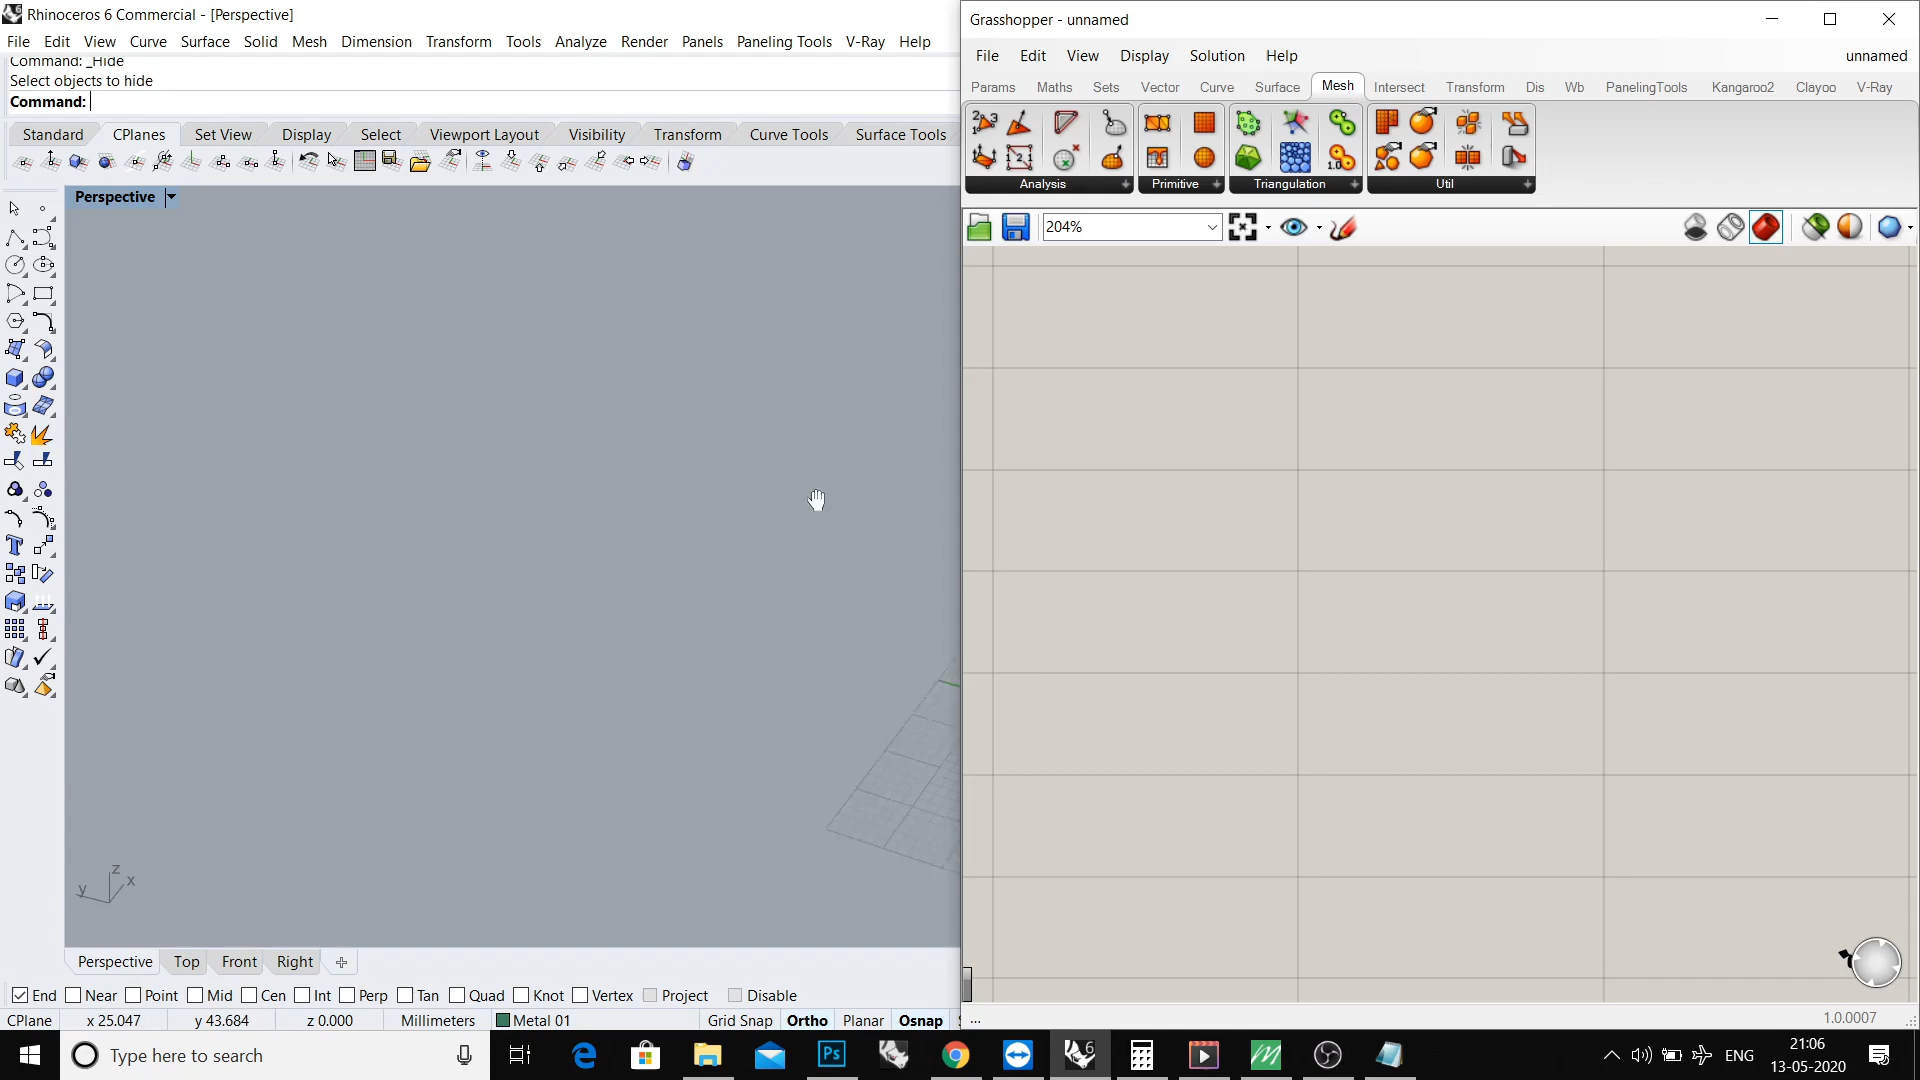 Rhinoceros 6 Commercial - [Perspective]
File Edit View Curve Surface Solid Mesh Dimension Transform Tools Analyze Render Panels Paneling Tools V-Ray Help
Command: _Hide
Select objects to hide
Command:
Standard CPlanes Set View Display Select Viewport Layout Visibility Transform Curve Tools Surface Tools
Perspective
z
y x
Perspective Top Front Right
End Near Point Mid Cen Int Perp Tan Quad Knot Vertex Project Disable
CPlane x 25.047 y 43.684 z 0.000 Millimeters Metal 01 Grid Snap Ortho Planar Osnap
Grasshopper - unnamed
File Edit View Display Solution Help unnamed
Params Maths Sets Vector Curve Surface Mesh Intersect Transform Dis Wb PanelingTools Kangaroo2 Clayoo V-Ray
Analysis Primitive Triangulation Util
204%
... 1.0.0007
Type here to search
ENG
21:06
13-05-2020